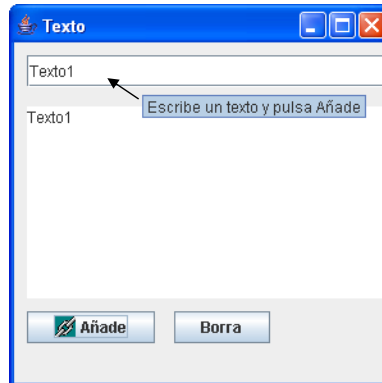 Texto
Texto1
Escribe un texto y pulsa Añade
Texto1
Añade
Borra